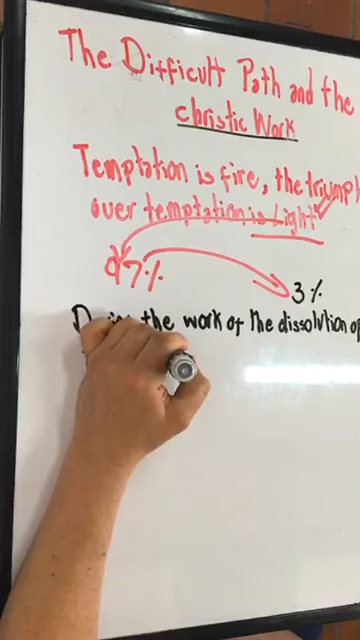 The Difficult Path and the
christic Work
Temptation is fire, the triumph
over temptation is Light
97% 3%
the work of the dissolution of